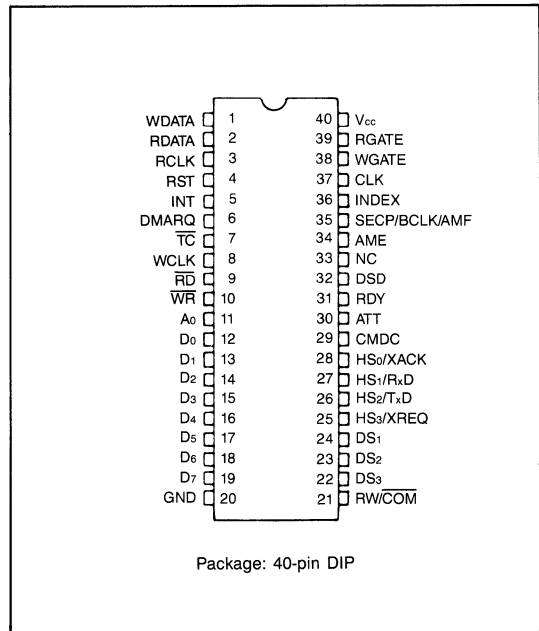 WDATA 1 40 Vcc
RDATA 2 39 RGATE
RCLK 3 38 WGATE
RST 4 37 CLK
INT 5 36 INDEX
DMARQ 6 35 SECP/BCLK/AMF
T̅C̅ 7 34 AME
WCLK 8 33 NC
R̅D̅ 9 32 DSD
W̅R̅ 10 31 RDY
A₀ 11 30 ATT
D₀ 12 29 CMDC
D₁ 13 28 HS₀/XACK
D₂ 14 27 HS₁/RxD
D₃ 15 26 HS₂/TxD
D₄ 16 25 HS₃/XREQ
D₅ 17 24 DS₁
D₆ 18 23 DS₂
D₇ 19 22 DS₃
GND 20 21 RW/C̅O̅M̅
Package: 40-pin DIP